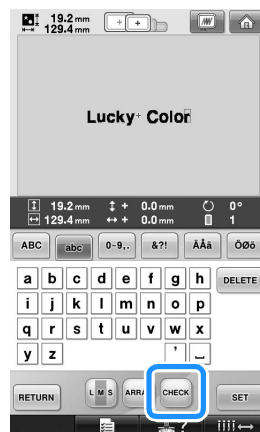 19.2 mm
129.4 mm
Lucky Color
19.2 mm + 0.0 mm 0°
129.4 mm + 0.0 mm 1
ABC abc 0~9,. &?! ÄÅä ÖØö
a b c d e f g h DELETE
i j k l m n o p
q r s t u v w x
y z ' ⌴
RETURN L M S ARRA CHECK SET
?